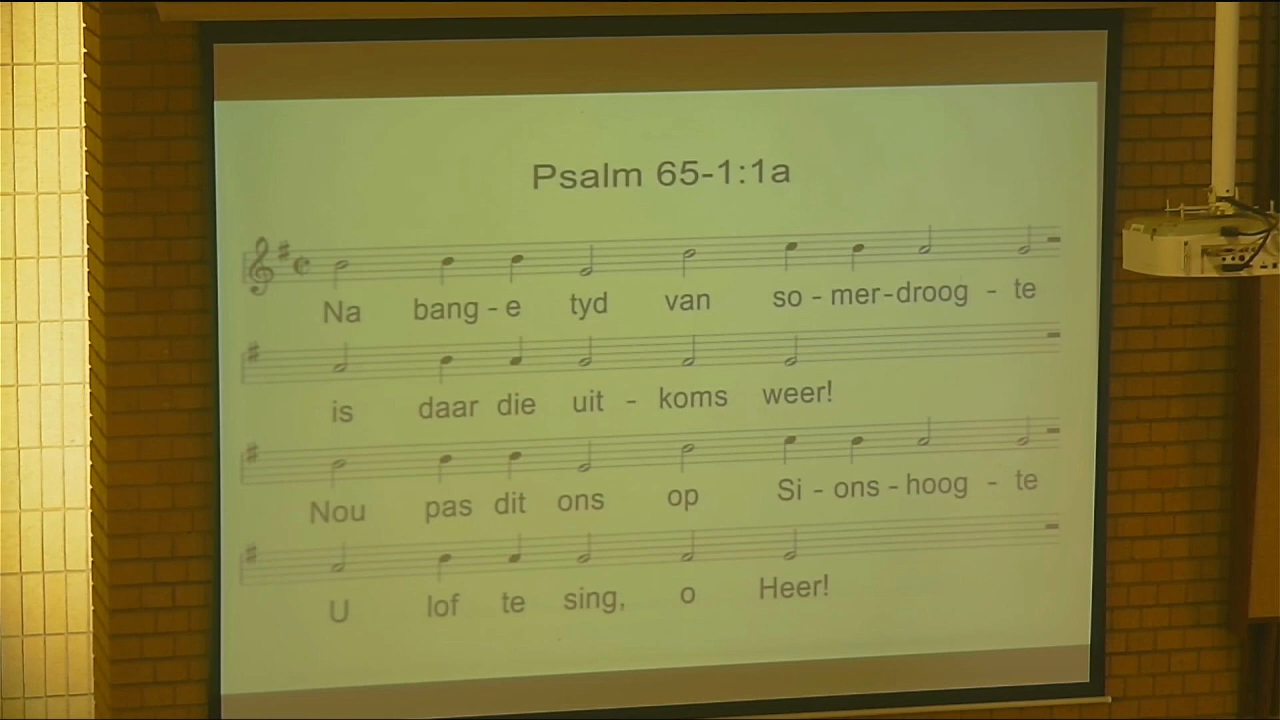 Psalm 65-1:1a
Na bang - e tyd van so - mer - droog - te
is daar die uit - koms weer!
Nou pas dit ons op Si - ons - hoog - te
U lof te sing, o Heer!